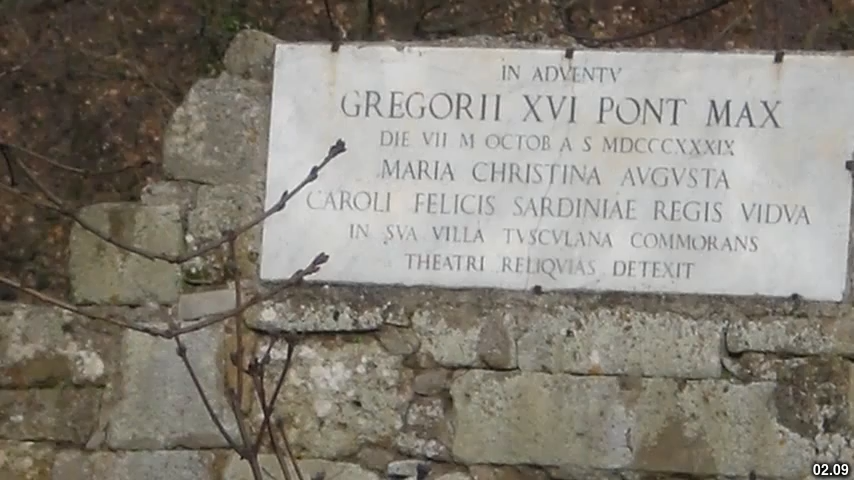 IN ADVENTV
GREGORII XVI PONT MAX
DIE VII M OCTOB A S MDCCCXXXIX
MARIA CHRISTINA AVGVSTA
CAROLI FELICIS SARDINIAE REGIS VIDVA
IN SVA VILLA TVSCVLANA COMMORANS
THEATRI RELIQVIAS DETEXIT
02.09